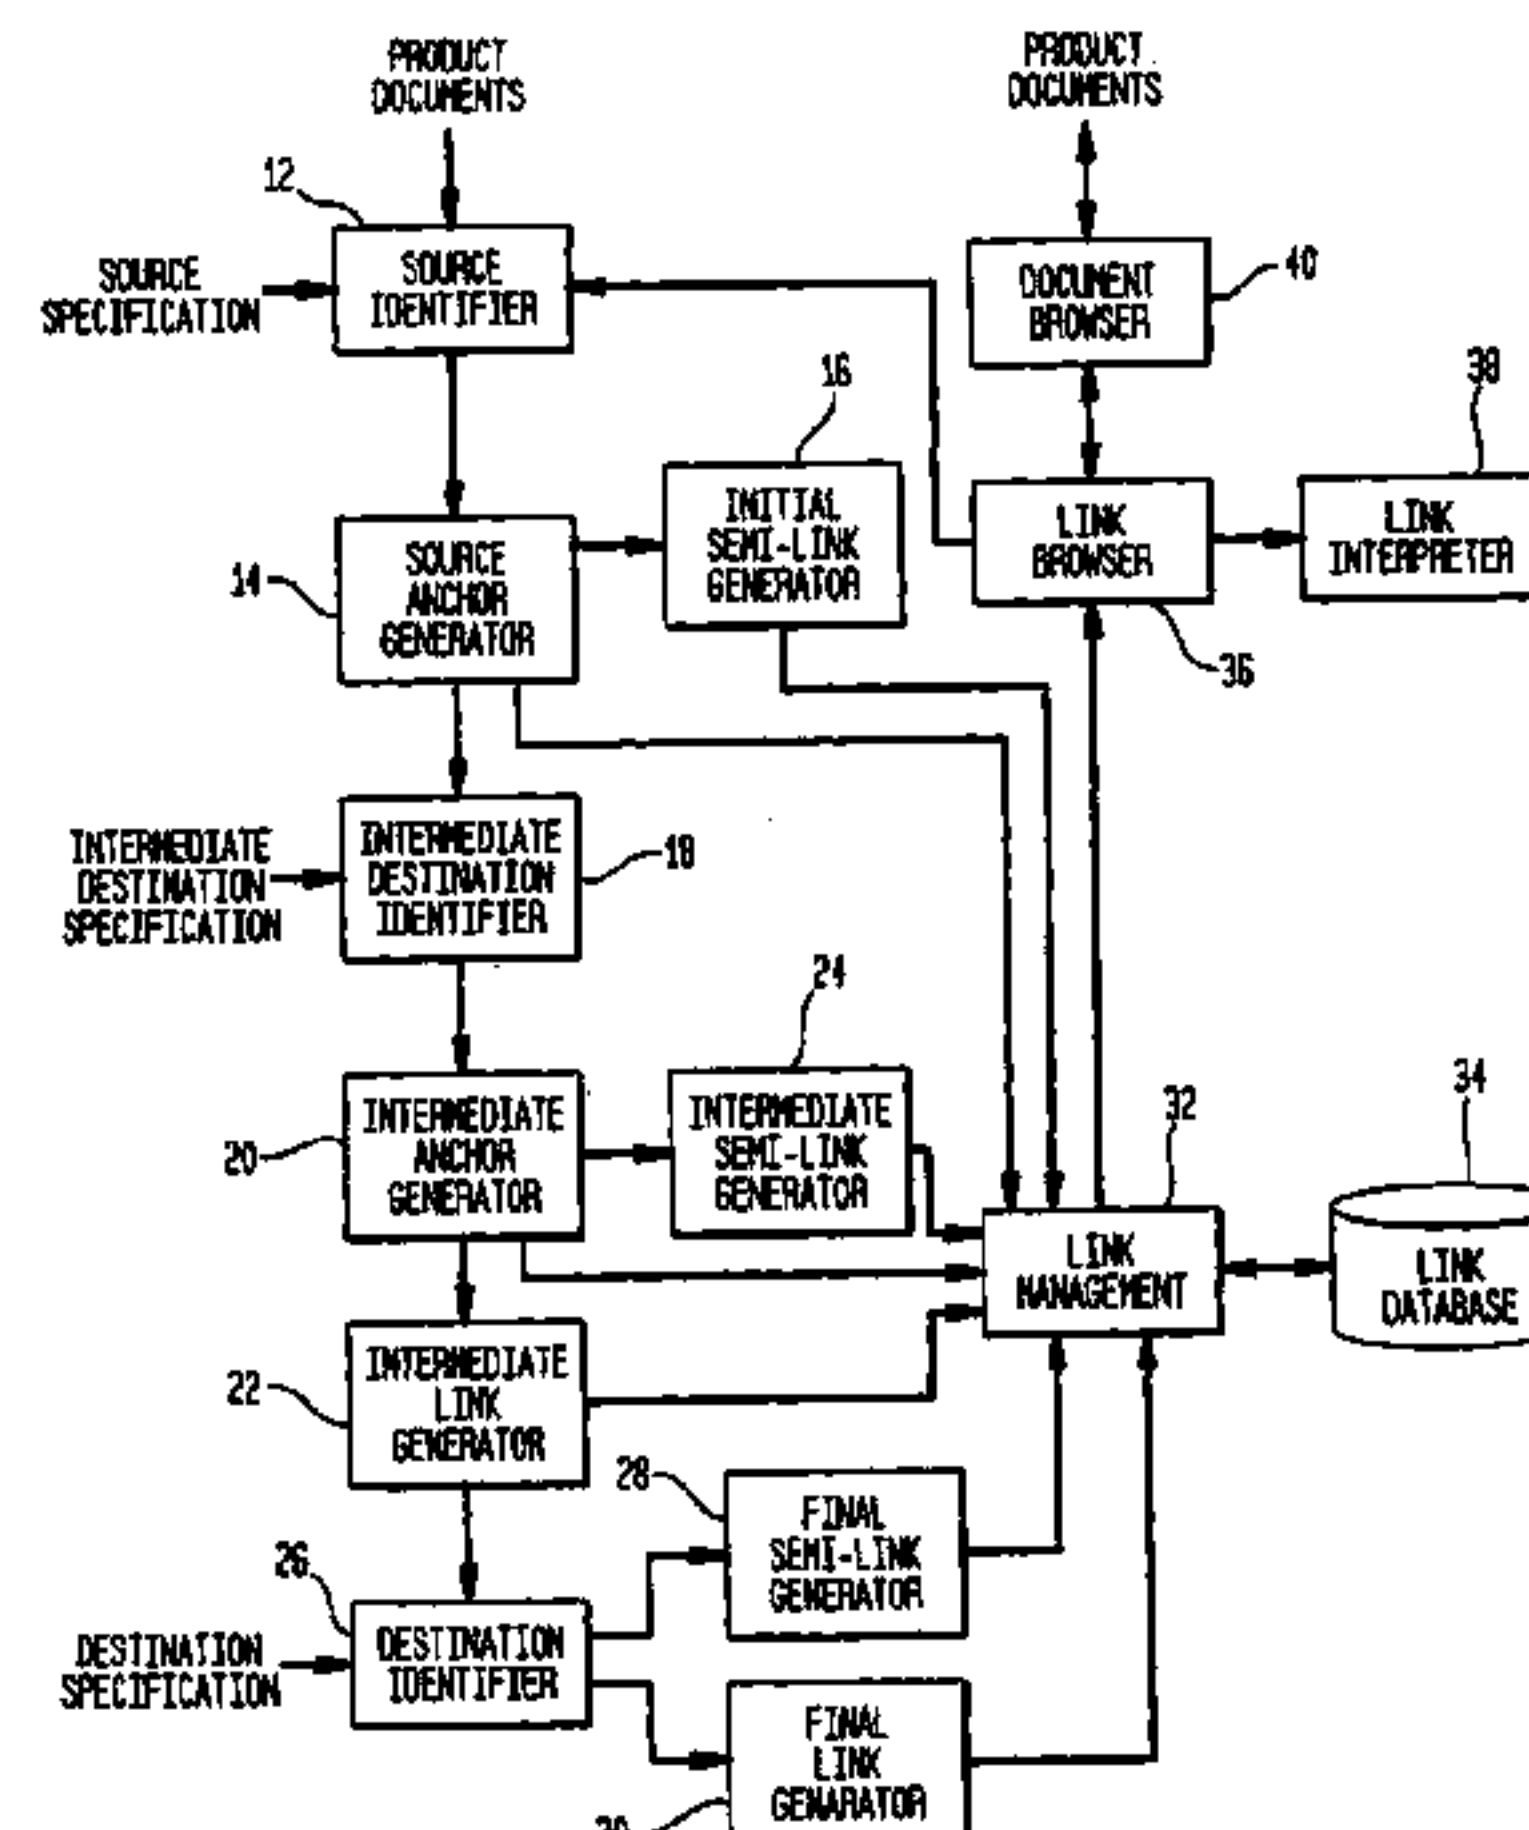 PRODUCT
DOCUMENTS
PRODUCT
DOCUMENTS
12
SOURCE
SPECIFICATION
SOURCE
IDENTIFIER
DOCUMENT
BROWSER
40
16
38
INITIAL
SEMI-LINK
GENERATOR
LINK
BROWSER
LINK
INTERPRETER
14
SOURCE
ANCHOR
GENERATOR
36
INTERMEDIATE
DESTINATION
SPECIFICATION
INTERMEDIATE
DESTINATION
IDENTIFIER
18
24
20
INTERMEDIATE
ANCHOR
GENERATOR
INTERMEDIATE
SEMI-LINK
GENERATOR
32
34
LINK
MANAGEMENT
LINK
DATABASE
22
INTERMEDIATE
LINK
GENERATOR
28
FINAL
SEMI-LINK
GENERATOR
26
DESTINATION
SPECIFICATION
DESTINATION
IDENTIFIER
FINAL
LINK
GENARATOR